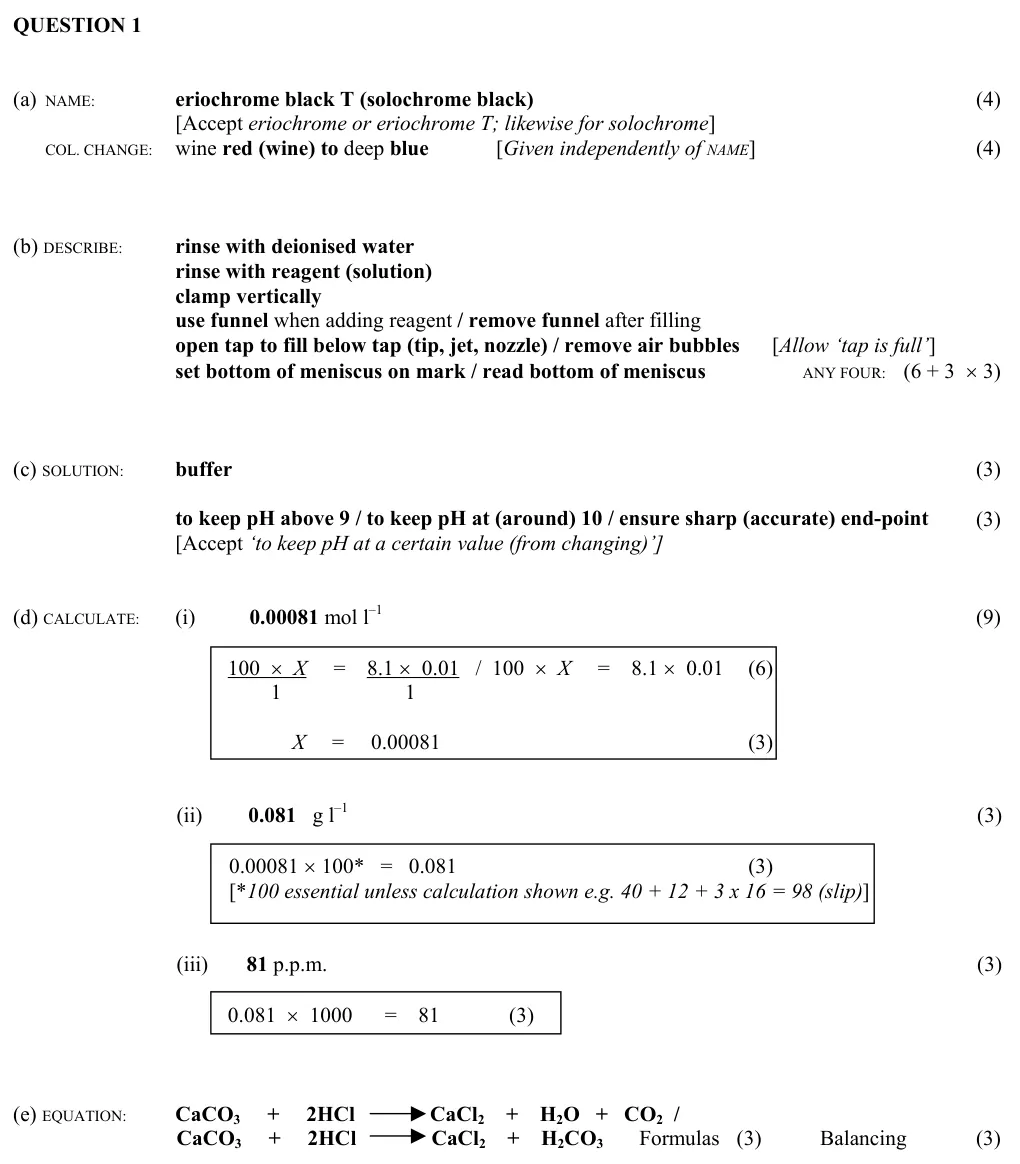 QUESTION 1
(a) NAME: eriochrome black T (solochrome black) (4)
[Accept eriochrome or eriochrome T; likewise for solochrome]
COL. CHANGE: wine red (wine) to deep blue [Given independently of NAME] (4)
(b) DESCRIBE: rinse with deionised water
rinse with reagent (solution)
clamp vertically
use funnel when adding reagent / remove funnel after filling
open tap to fill below tap (tip, jet, nozzle) / remove air bubbles [Allow ‘tap is full’]
set bottom of meniscus on mark / read bottom of meniscus ANY FOUR: (6 + 3 × 3)
(c) SOLUTION: buffer (3)
to keep pH above 9 / to keep pH at (around) 10 / ensure sharp (accurate) end-point (3)
[Accept ‘to keep pH at a certain value (from changing)’]
(d) CALCULATE: (i) 0.00081 mol l⁻¹ (9)
100 × X = 8.1 × 0.01 / 100 × X = 8.1 × 0.01 (6)
1 1
X = 0.00081 (3)
(ii) 0.081 g l⁻¹ (3)
0.00081 × 100* = 0.081 (3)
[*100 essential unless calculation shown e.g. 40 + 12 + 3 x 16 = 98 (slip)]
(iii) 81 p.p.m. (3)
0.081 × 1000 = 81 (3)
(e) EQUATION: CaCO₃ + 2HCl → CaCl₂ + H₂O + CO₂ /
CaCO₃ + 2HCl → CaCl₂ + H₂CO₃ Formulas (3) Balancing (3)